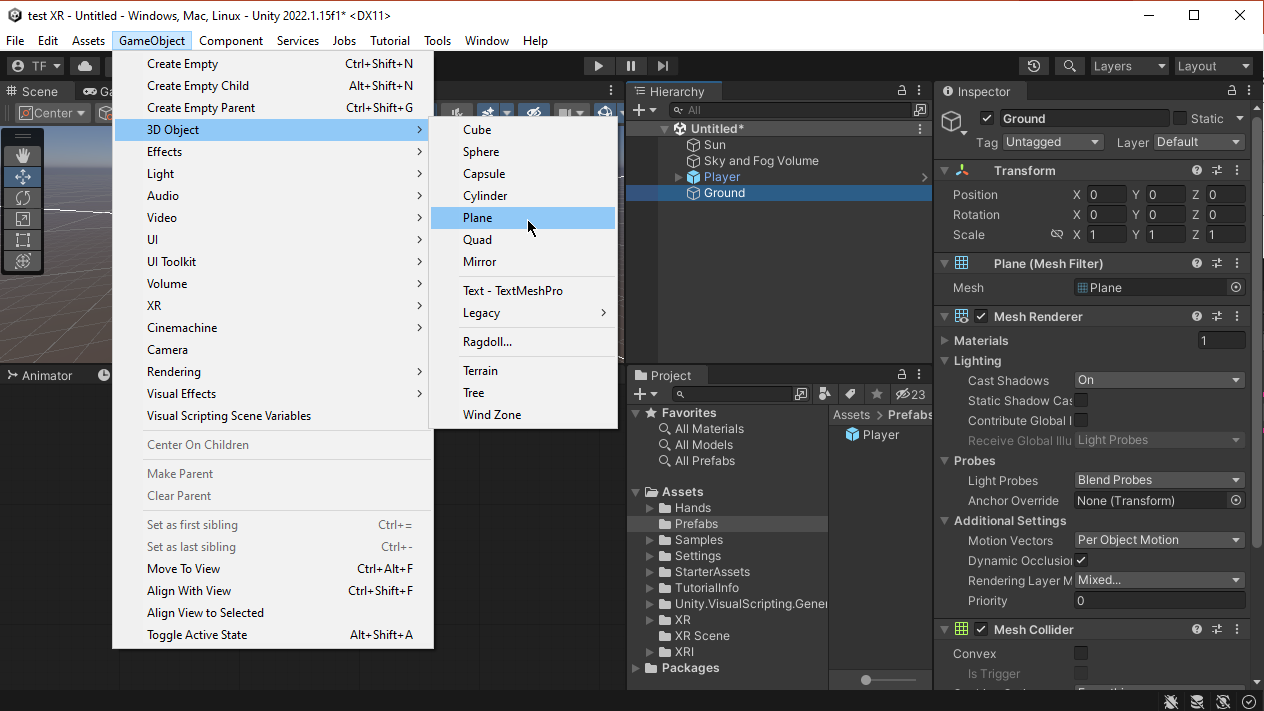 test XR - Untitled - Windows, Mac, Linux - Unity 2022.1.15f1* <DX11>
File Edit Assets GameObject Component Services Jobs Tutorial Tools Window Help
TF
Layers
Layout
Scene
Ga
Center
Create Empty Ctrl+Shift+N
Create Empty Child Alt+Shift+N
Create Empty Parent Ctrl+Shift+G
3D Object
Effects
Light
Audio
Video
UI
UI Toolkit
Volume
XR
Cinemachine
Camera
Rendering
Visual Effects
Visual Scripting Scene Variables
Center On Children
Make Parent
Clear Parent
Set as first sibling Ctrl+=
Set as last sibling Ctrl+-
Move To View Ctrl+Alt+F
Align With View Ctrl+Shift+F
Align View to Selected
Toggle Active State Alt+Shift+A
Cube
Sphere
Capsule
Cylinder
Plane
Quad
Mirror
Text - TextMeshPro
Legacy
Ragdoll...
Terrain
Tree
Wind Zone
Animator
Hierarchy
All
Untitled*
Sun
Sky and Fog Volume
Player
Ground
Project
23
Favorites
All Materials
All Models
All Prefabs
Assets
Hands
Prefabs
Samples
Settings
StarterAssets
TutorialInfo
Unity.VisualScripting.Gener
XR
XR Scene
XRI
Packages
Assets > Prefabs
Player
Inspector
Ground
Static
Tag Untagged Layer Default
Transform
Position X 0 Y 0 Z 0
Rotation X 0 Y 0 Z 0
Scale X 1 Y 1 Z 1
Plane (Mesh Filter)
Mesh Plane
Mesh Renderer
Materials 1
Lighting
Cast Shadows On
Static Shadow Cas
Contribute Global I
Receive Global Illu Light Probes
Probes
Light Probes Blend Probes
Anchor Override None (Transform)
Additional Settings
Motion Vectors Per Object Motion
Dynamic Occlusion
Rendering Layer M Mixed...
Priority 0
Mesh Collider
Convex
Is Trigger